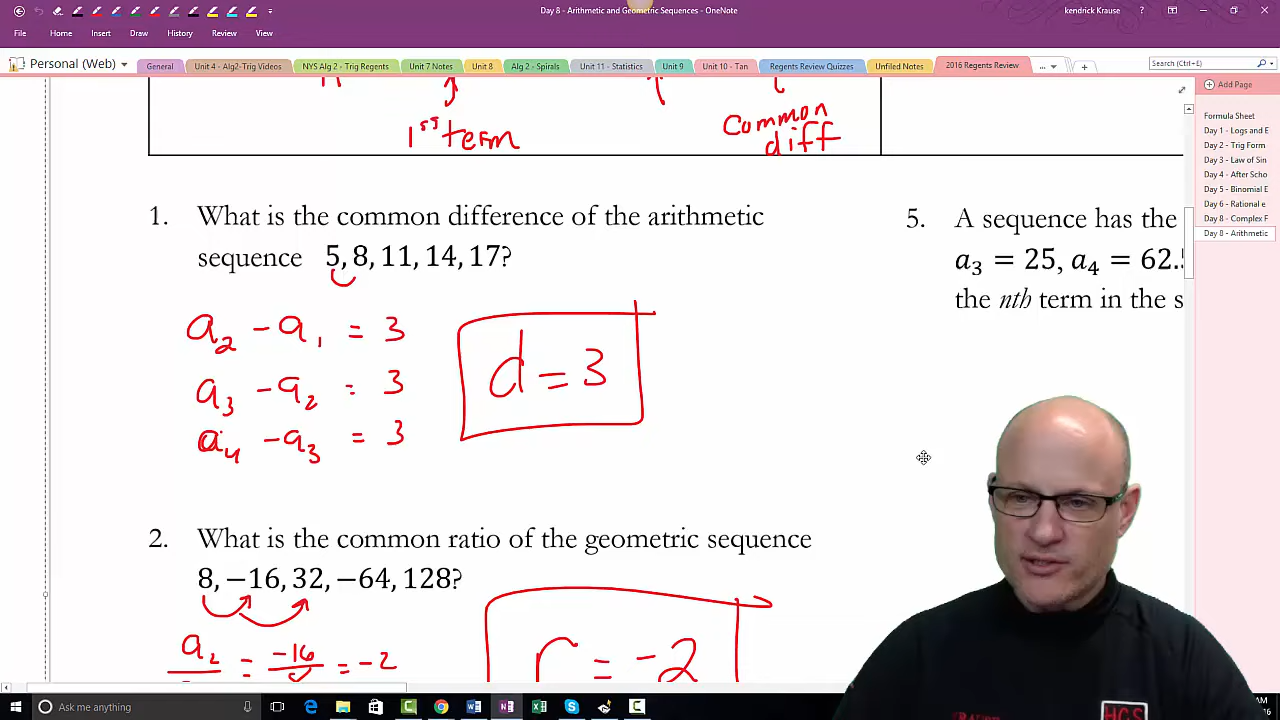 Day 8 - Arithmetic and Geometric Sequences - OneNote
kendrick Krause
File Home Insert Draw History Review View
Personal (Web)
General
Unit 4 - Alg2-Trig Videos
NYS Alg 2 - Trig Regents
Unit 7 Notes
Unit 8
Alg 2 - Spirals
Unit 11 - Statistics
Unit 9
Unit 10 - Tan
Regents Review Quizzes
Unfiled Notes
2016 Regents Review
...
Search (Ctrl+E)
Add Page
Formula Sheet
Day 1 - Logs and E
Day 2 - Trig Form
Day 3 - Law of Sin
Day 4 - After Scho
Day 5 - Binomial E
Day 6 - Rational e
Day 8 - Complex F
Day 8 - Arithmetic
1st term
Common
diff
1. What is the common difference of the arithmetic
sequence 5, 8, 11, 14, 17?
a2 - a1 = 3
a3 - a2 = 3
a4 - a3 = 3
d = 3
2. What is the common ratio of the geometric sequence
8, −16, 32, −64, 128?
a2
= -16 = -2
r = -2
5. A sequence has the
a3 = 25, a4 = 62.5
the nth term in the s
HCS
Ask me anything